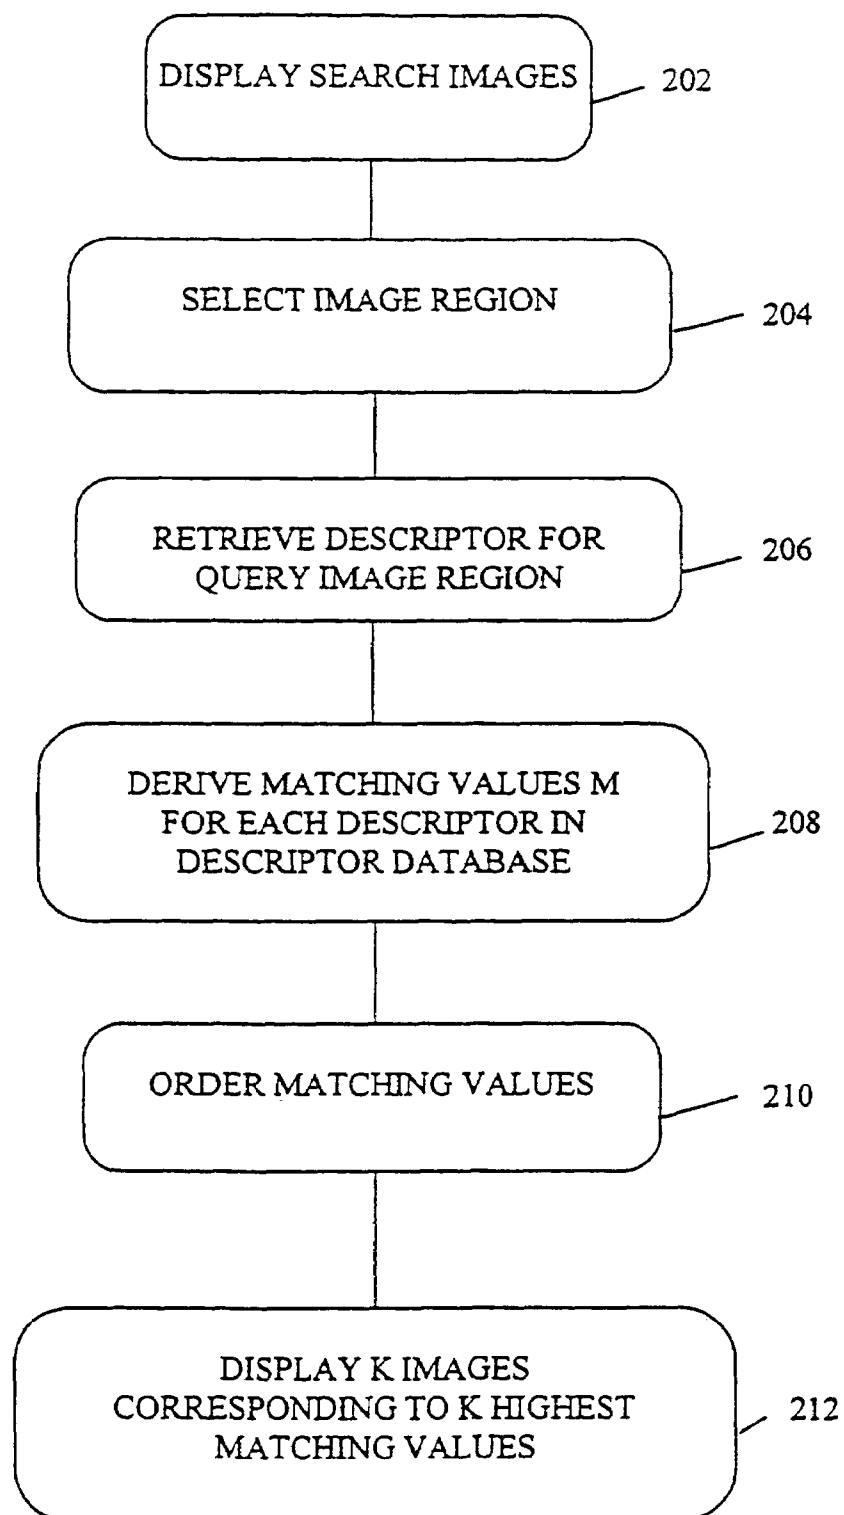 DISPLAY SEARCH IMAGES
202
SELECT IMAGE REGION
204
RETRIEVE DESCRIPTOR FOR
QUERY IMAGE REGION
206
DERIVE MATCHING VALUES M
FOR EACH DESCRIPTOR IN
DESCRIPTOR DATABASE
208
ORDER MATCHING VALUES
210
DISPLAY K IMAGES
CORRESPONDING TO K HIGHEST
MATCHING VALUES
212